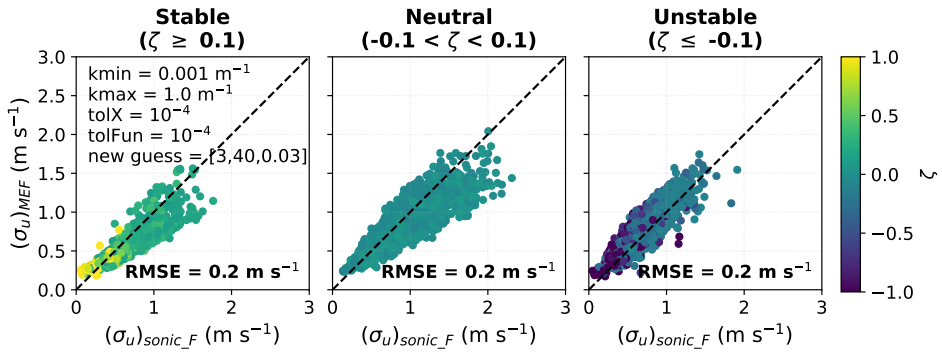 Stable
(ζ ≥ 0.1)
Neutral
(-0.1 < ζ < 0.1)
Unstable
(ζ ≤ -0.1)
kmin = 0.001 m⁻¹
kmax = 1.0 m⁻¹
tolX = 10⁻⁴
tolFun = 10⁻⁴
new guess = [3,40,0.03]
RMSE = 0.2 m s⁻¹
RMSE = 0.2 m s⁻¹
RMSE = 0.2 m s⁻¹
3.0
2.5
2.0
1.5
1.0
0.5
0.0
(σᵤ)MEF (m s⁻¹)
0 1 2 3
0 1 2 3
0 1 2 3
(σᵤ)sonic_F (m s⁻¹)
(σᵤ)sonic_F (m s⁻¹)
(σᵤ)sonic_F (m s⁻¹)
1.0
0.5
0.0
−0.5
−1.0
ζ